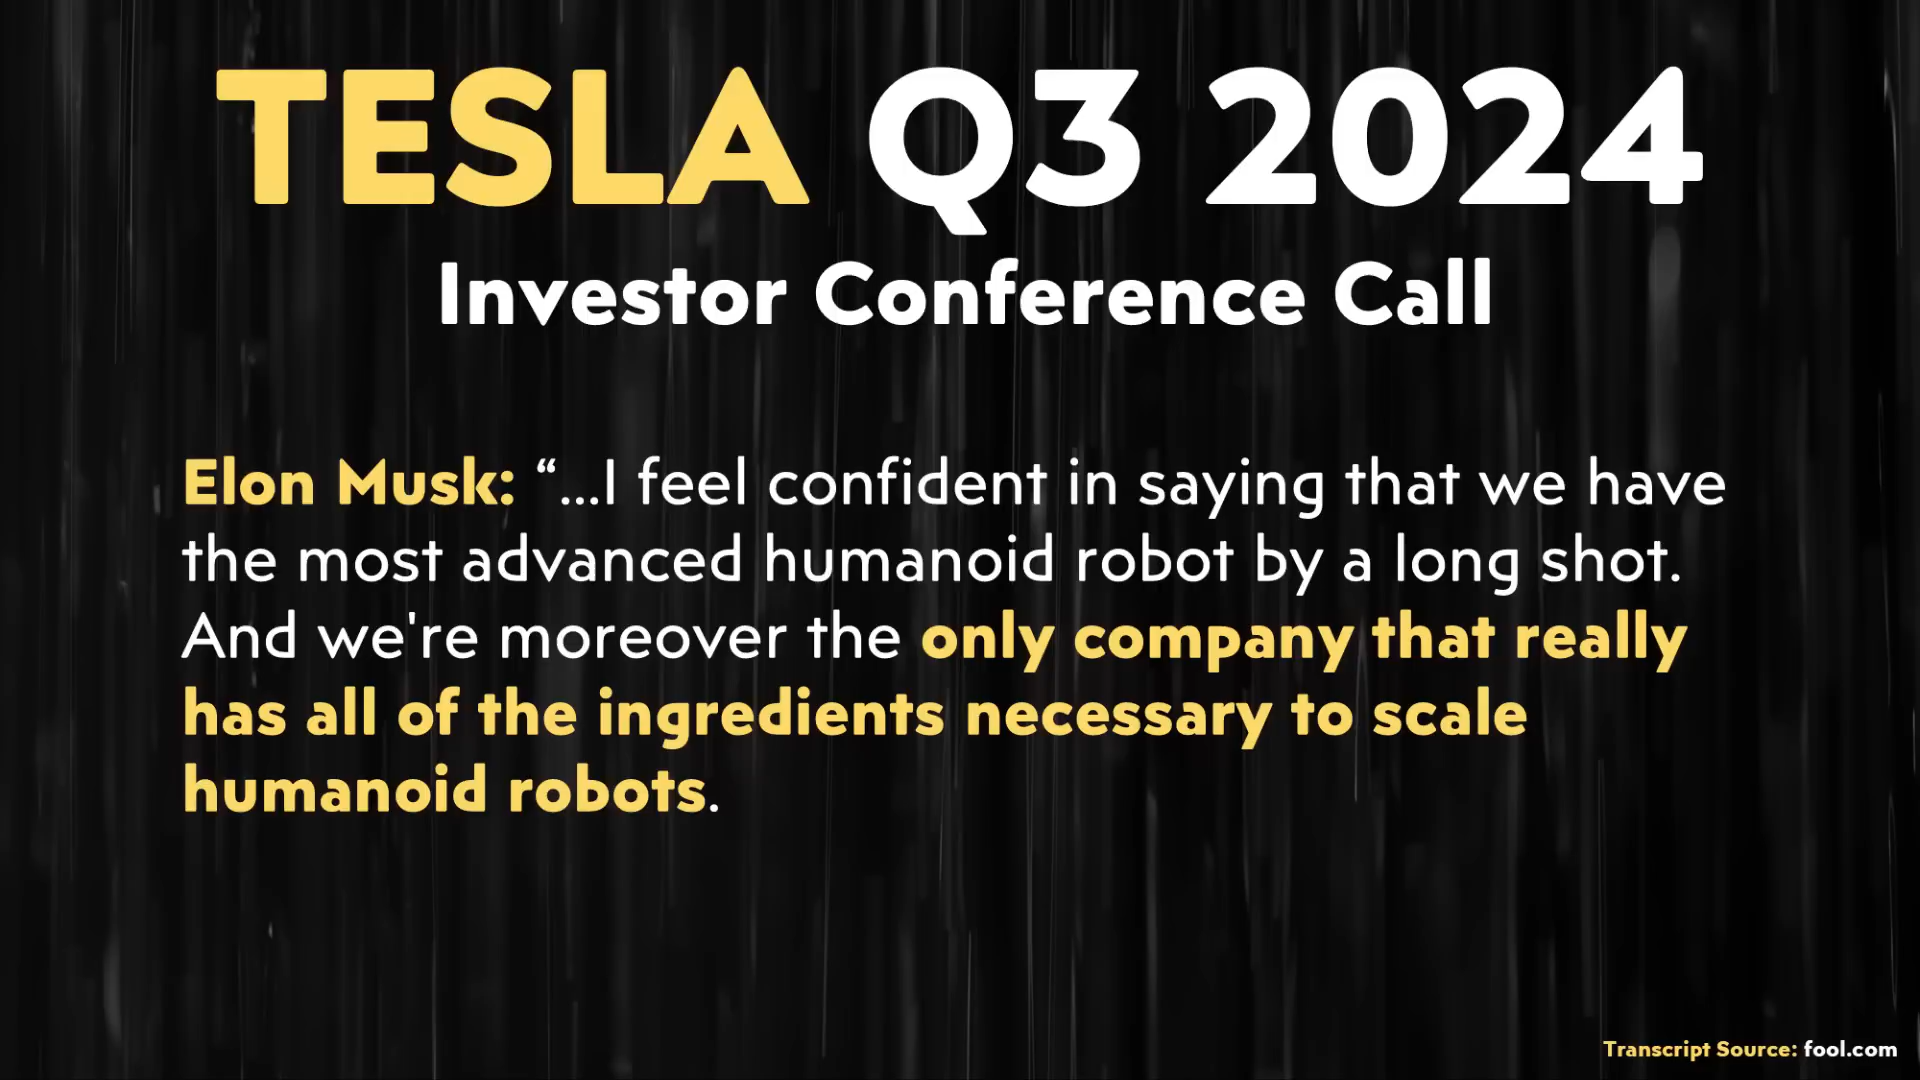 TESLA Q3 2024
Investor Conference Call
Elon Musk: “...I feel confident in saying that we have
the most advanced humanoid robot by a long shot.
And we're moreover the only company that really
has all of the ingredients necessary to scale
humanoid robots.
Transcript Source: fool.com